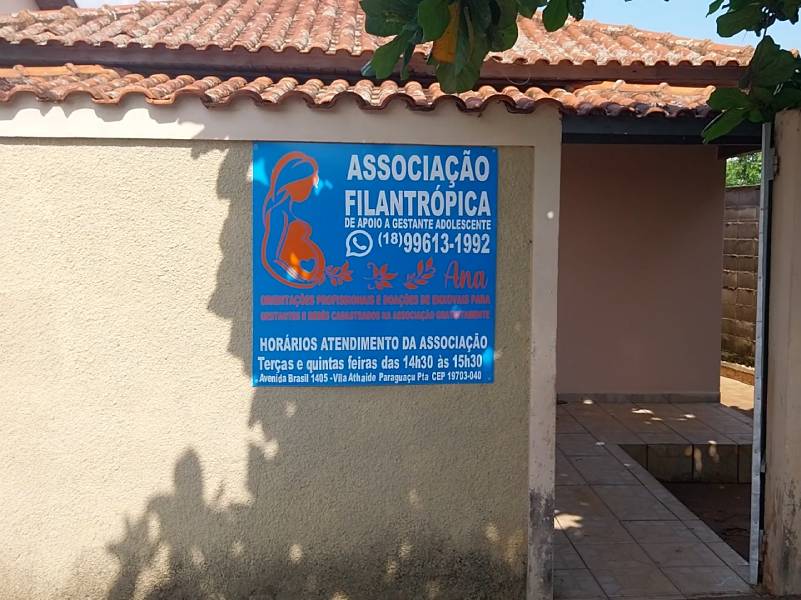 ASSOCIAÇÃO
FILANTRÓPICA
DE APOIO A GESTANTE ADOLESCENTE
(18)99613-1992
Ana
ORIENTAÇÕES PROFISSIONAIS E DOAÇÕES DE ENXOVAIS PARA
GESTANTES E BEBÊS CADASTRADOS NA ASSOCIAÇÃO GRATUITAMENTE
HORÁRIOS ATENDIMENTO DA ASSOCIAÇÃO
Terças e quintas feiras das 14h30 às 15h30
Avenida Brasil 1405 -Vila Athaide Paraguaçu Pta CEP 19703-040